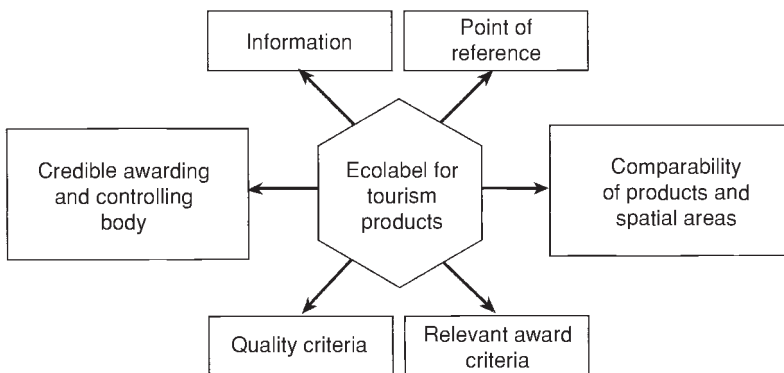 Information
Point of
reference
Credible awarding
and controlling
body
Ecolabel for
tourism
products
Comparability
of products and
spatial areas
Quality criteria
Relevant award
criteria